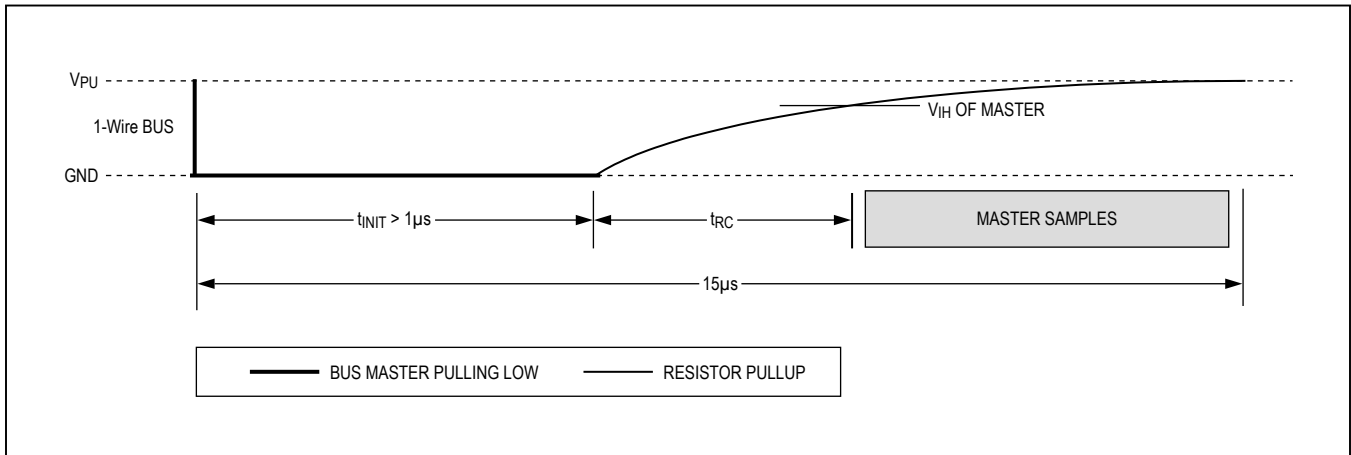 VPU
1-Wire BUS
VIH OF MASTER
GND
tINIT > 1µs
tRC
MASTER SAMPLES
15µs
BUS MASTER PULLING LOW
RESISTOR PULLUP